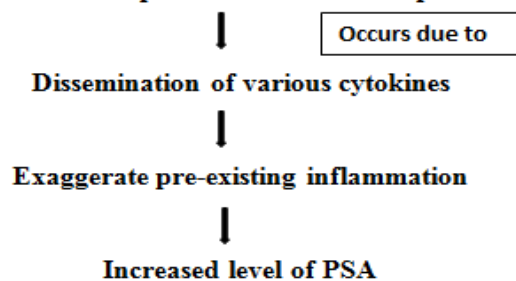 Occurs due to
Dissemination of various cytokines
Exaggerate pre-existing inflammation
Increased level of PSA